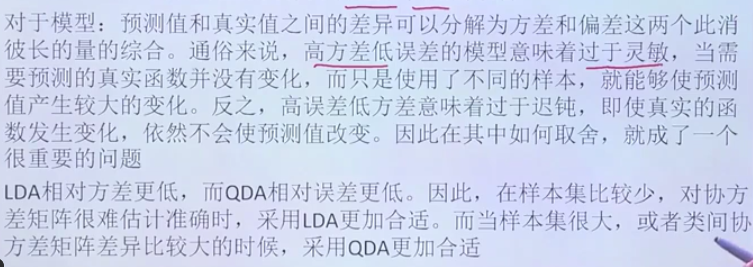 对于模型：预测值和真实值之间的差异可以分解为方差和偏差这两个此消
彼长的量的综合。通俗来说，高方差低误差的模型意味着过于灵敏，当需
要预测的真实函数并没有变化，而只是使用了不同的样本，就能够使预测
值产生较大的变化。反之，高误差低方差意味着过于迟钝，即使真实的函
数发生变化，依然不会使预测值改变。因此在其中如何取舍，就成了一个
很重要的问题
LDA相对方差更低，而QDA相对误差更低。因此，在样本集比较少，对协方
差矩阵很难估计准确时，采用LDA更加合适。而当样本集很大，或者类间协
方差矩阵差异比较大的时候，采用QDA更加合适